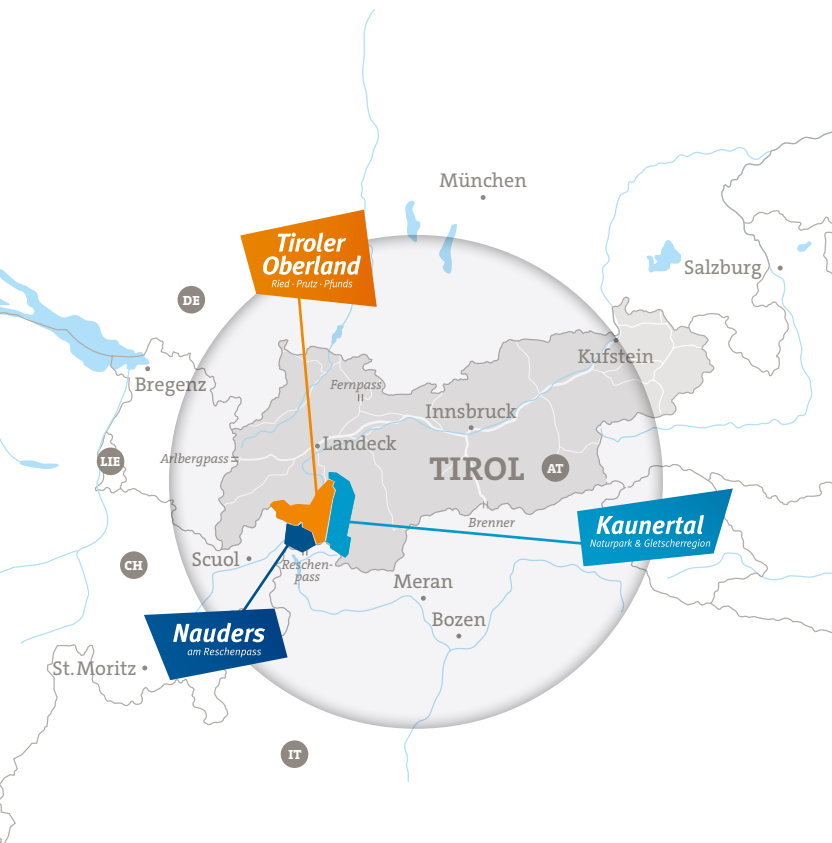 München
Tiroler
Oberland
Ried · Prutz · Pfunds
Salzburg
DE
Kufstein
Bregenz
Fernpass
Innsbruck
Landeck
Arlbergpass
LIE
TIROL
AT
Brenner
Kaunertal
Naturpark & Gletscherregion
Scuol
CH
Reschen-
pass
Meran
Bozen
Nauders
am Reschenpass
St. Moritz
IT